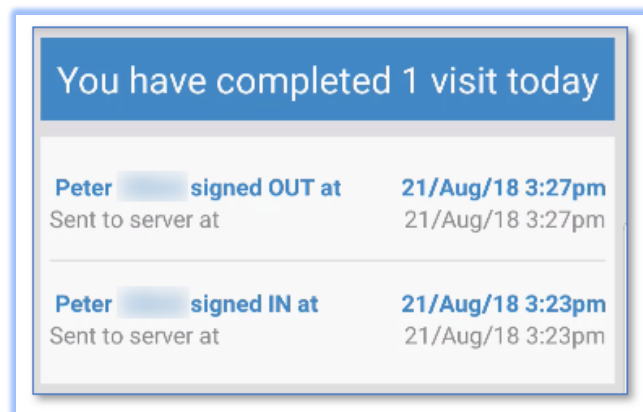 You have completed 1 visit today
Peter signed OUT at 21/Aug/18 3:27pm
Sent to server at 21/Aug/18 3:27pm
Peter signed IN at 21/Aug/18 3:23pm
Sent to server at 21/Aug/18 3:23pm